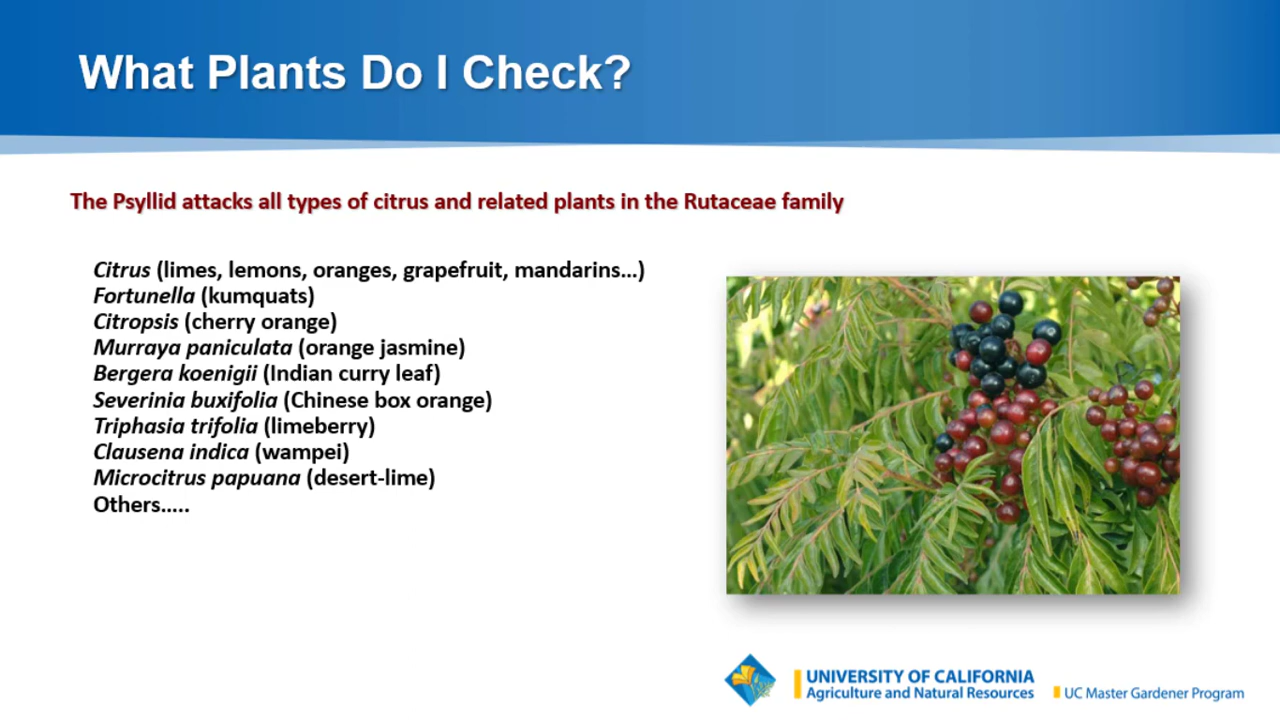 What Plants Do I Check?
The Psyllid attacks all types of citrus and related plants in the Rutaceae family
Citrus (limes, lemons, oranges, grapefruit, mandarins...)
Fortunella (kumquats)
Citropsis (cherry orange)
Murraya paniculata (orange jasmine)
Bergera koenigii (Indian curry leaf)
Severinia buxifolia (Chinese box orange)
Triphasia trifolia (limeberry)
Clausena indica (wampei)
Microcitrus papuana (desert-lime)
Others.....
UNIVERSITY OF CALIFORNIA
Agriculture and Natural Resources
UC Master Gardener Program